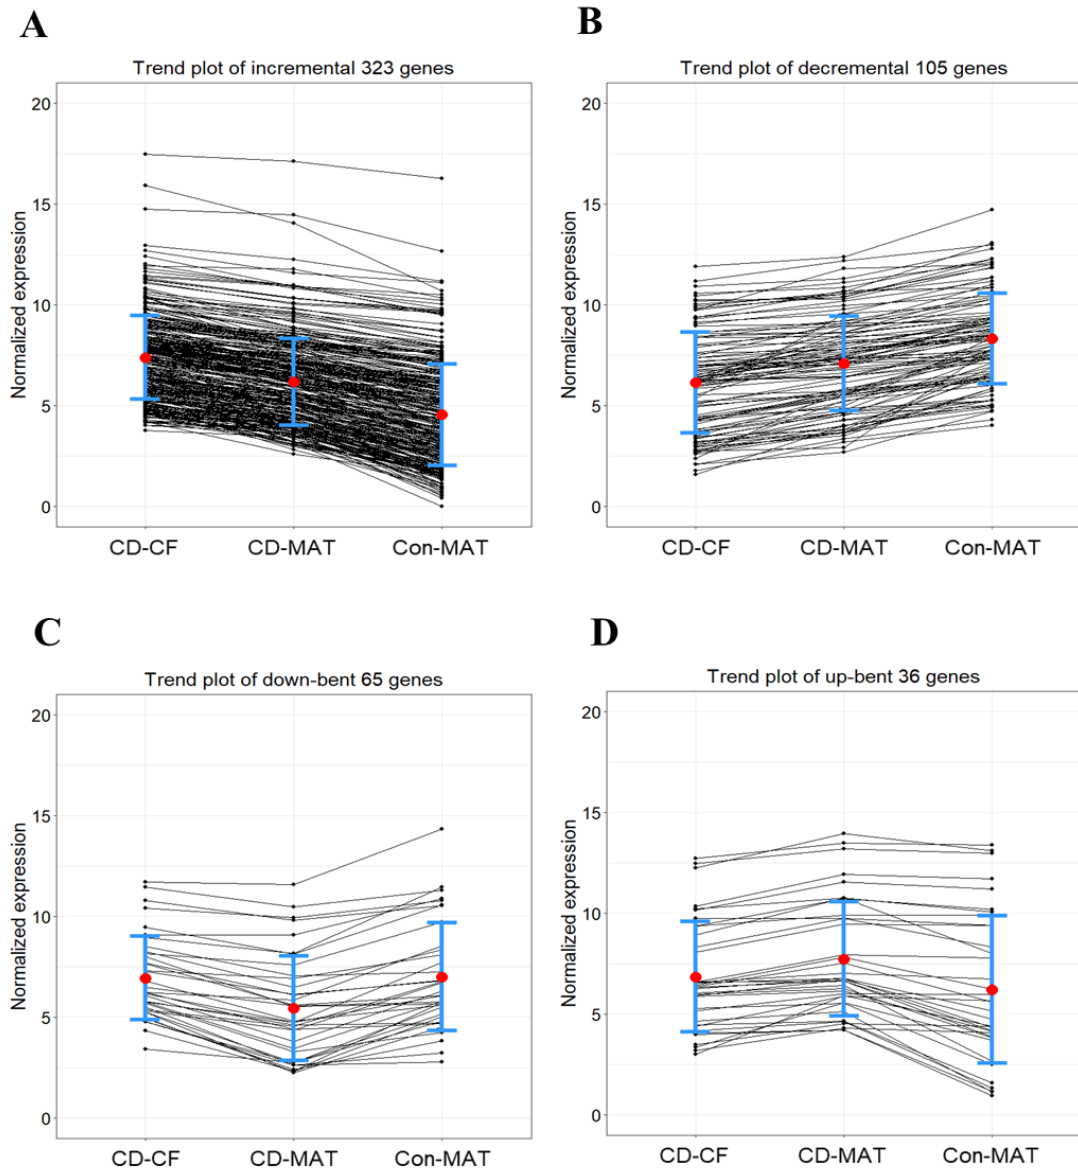 A
Trend plot of incremental 323 genes
Normalized expression
20
15
10
5
0
CD-CF CD-MAT Con-MAT
B
Trend plot of decremental 105 genes
Normalized expression
20
15
10
5
0
CD-CF CD-MAT Con-MAT
C
Trend plot of down-bent 65 genes
Normalized expression
20
15
10
5
0
CD-CF CD-MAT Con-MAT
D
Trend plot of up-bent 36 genes
Normalized expression
20
15
10
5
0
CD-CF CD-MAT Con-MAT